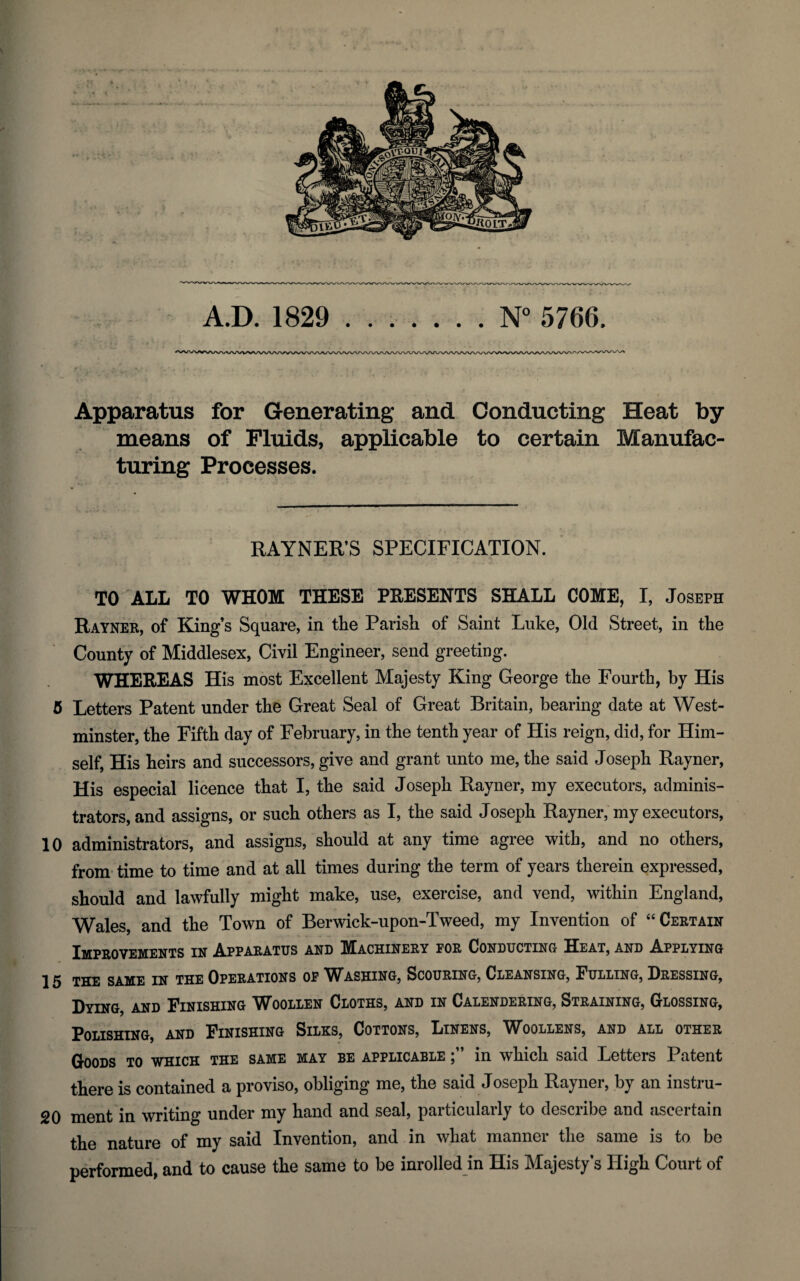 SOIT QUI
DIEU · ET
MON · DROIT
A.D. 1829 . . . . . . . N° 5766.
Apparatus for Generating and Conducting Heat by
means of Fluids, applicable to certain Manufac-
turing Processes.
RAYNER'S SPECIFICATION.
TO ALL TO WHOM THESE PRESENTS SHALL COME, I, Joseph
Rayner, of King's Square, in the Parish of Saint Luke, Old Street, in the
County of Middlesex, Civil Engineer, send greeting.
WHEREAS His most Excellent Majesty King George the Fourth, by His
5 Letters Patent under the Great Seal of Great Britain, bearing date at West-
minster, the Fifth day of February, in the tenth year of His reign, did, for Him-
self, His heirs and successors, give and grant unto me, the said Joseph Rayner,
His especial licence that I, the said Joseph Rayner, my executors, adminis-
trators, and assigns, or such others as I, the said Joseph Rayner, my executors,
10 administrators, and assigns, should at any time agree with, and no others,
from time to time and at all times during the term of years therein expressed,
should and lawfully might make, use, exercise, and vend, within England,
Wales, and the Town of Berwick-upon-Tweed, my Invention of “Certain
Improvements in Apparatus and Machinery for Conducting Heat, and Applying
15 the same in the Operations of Washing, Scouring, Cleansing, Fulling, Dressing,
Dying, and Finishing Woollen Cloths, and in Calendering, Straining, Glossing,
Polishing, and Finishing Silks, Cottons, Linens, Woollens, and all other
Goods to which the same may be applicable;” in which said Letters Patent
there is contained a proviso, obliging me, the said Joseph Rayner, by an instru-
20 ment in writing under my hand and seal, particularly to describe and ascertain
the nature of my said Invention, and in what manner the same is to be
performed, and to cause the same to be inrolled in His Majesty's High Court of